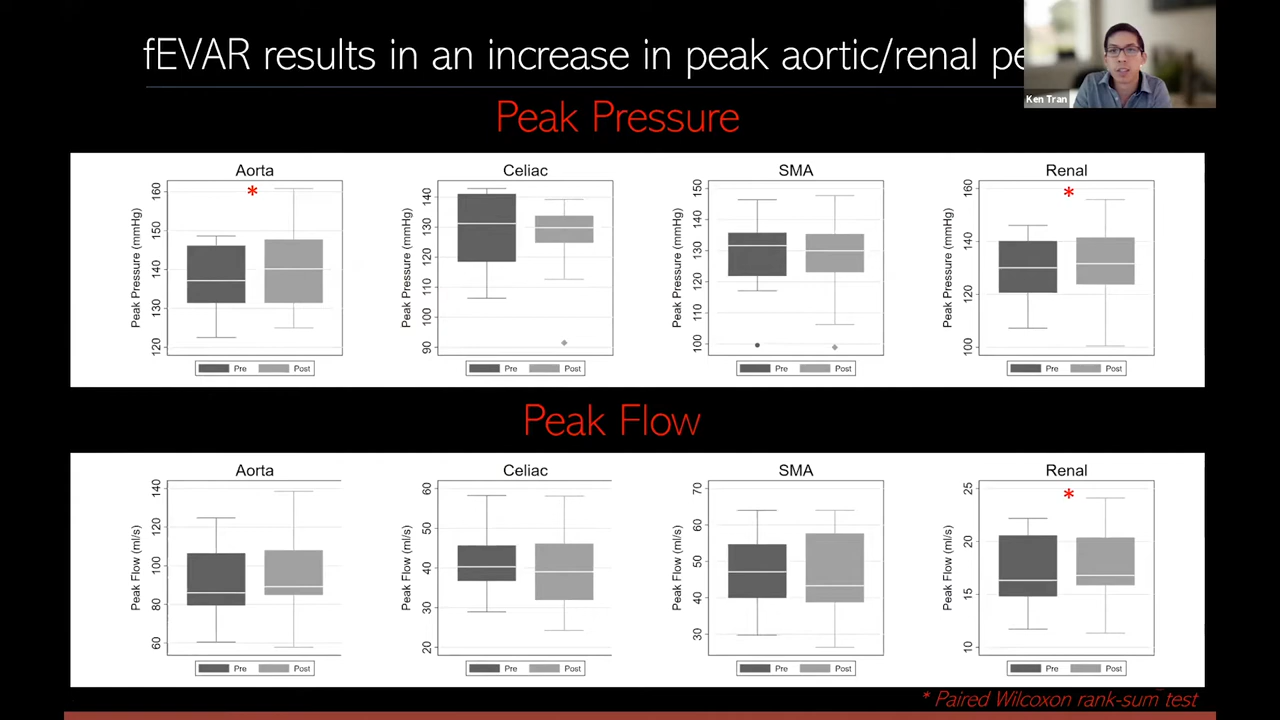 fEVAR results in an increase in peak aortic/renal pe
Ken Tran
Peak Pressure
Aorta
Celiac
SMA
Renal
*
*
Peak Pressure (mmHg)
160
150
140
130
120
Pre
Post
Peak Pressure (mmHg)
140
130
120
110
100
90
Pre
Post
Peak Pressure (mmHg)
150
140
130
120
110
100
Pre
Post
Peak Pressure (mmHg)
160
140
120
100
Pre
Post
Peak Flow
Aorta
Celiac
SMA
Renal
*
Peak Flow (ml/s)
140
120
100
80
60
Pre
Post
Peak Flow (ml/s)
60
50
40
30
20
Pre
Post
Peak Flow (ml/s)
70
60
50
40
30
Pre
Post
Peak Flow (ml/s)
25
20
15
10
Pre
Post
* Paired Wilcoxon rank-sum test